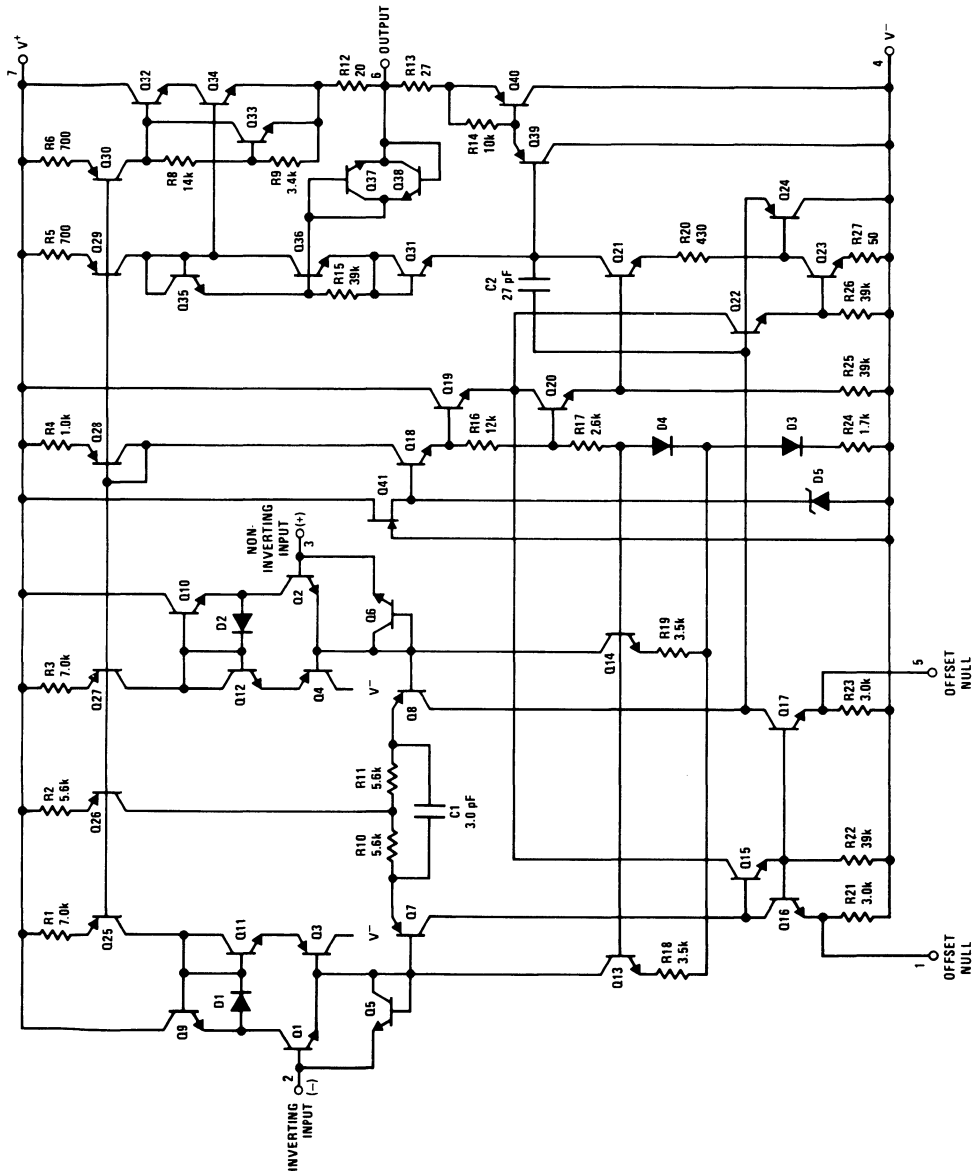 7
V+
R1
7.0k
R2
5.6k
R3
7.0k
R4
1.0k
R5
700
R6
700
Q25
Q26
Q27
Q28
Q29
Q30
Q32
Q34
Q33
R8
14k
R9
3.4k
R12
20
6
OUTPUT
R13
27
Q9
D1
Q11
Q1
Q3
V-
2
INVERTING
INPUT
(-)
Q5
Q10
D2
Q12
Q2
Q4
V-
NON-
INVERTING
INPUT
3
(+)
Q6
Q7
Q8
R10
5.6k
R11
5.6k
C1
3.0 pF
Q41
Q18
Q19
R16
12k
Q20
R17
2.6k
D4
D3
R24
1.7k
D5
Q35
Q36
R15
39k
Q31
Q37
Q38
R14
10k
Q40
Q39
C2
27 pF
Q21
R20
430
Q24
Q22
Q23
R27
50
R26
39k
R25
39k
Q13
R18
3.5k
Q14
R19
3.5k
Q15
Q16
Q17
R21
3.0k
R22
39k
R23
3.0k
1
OFFSET
NULL
5
OFFSET
NULL
4
V-